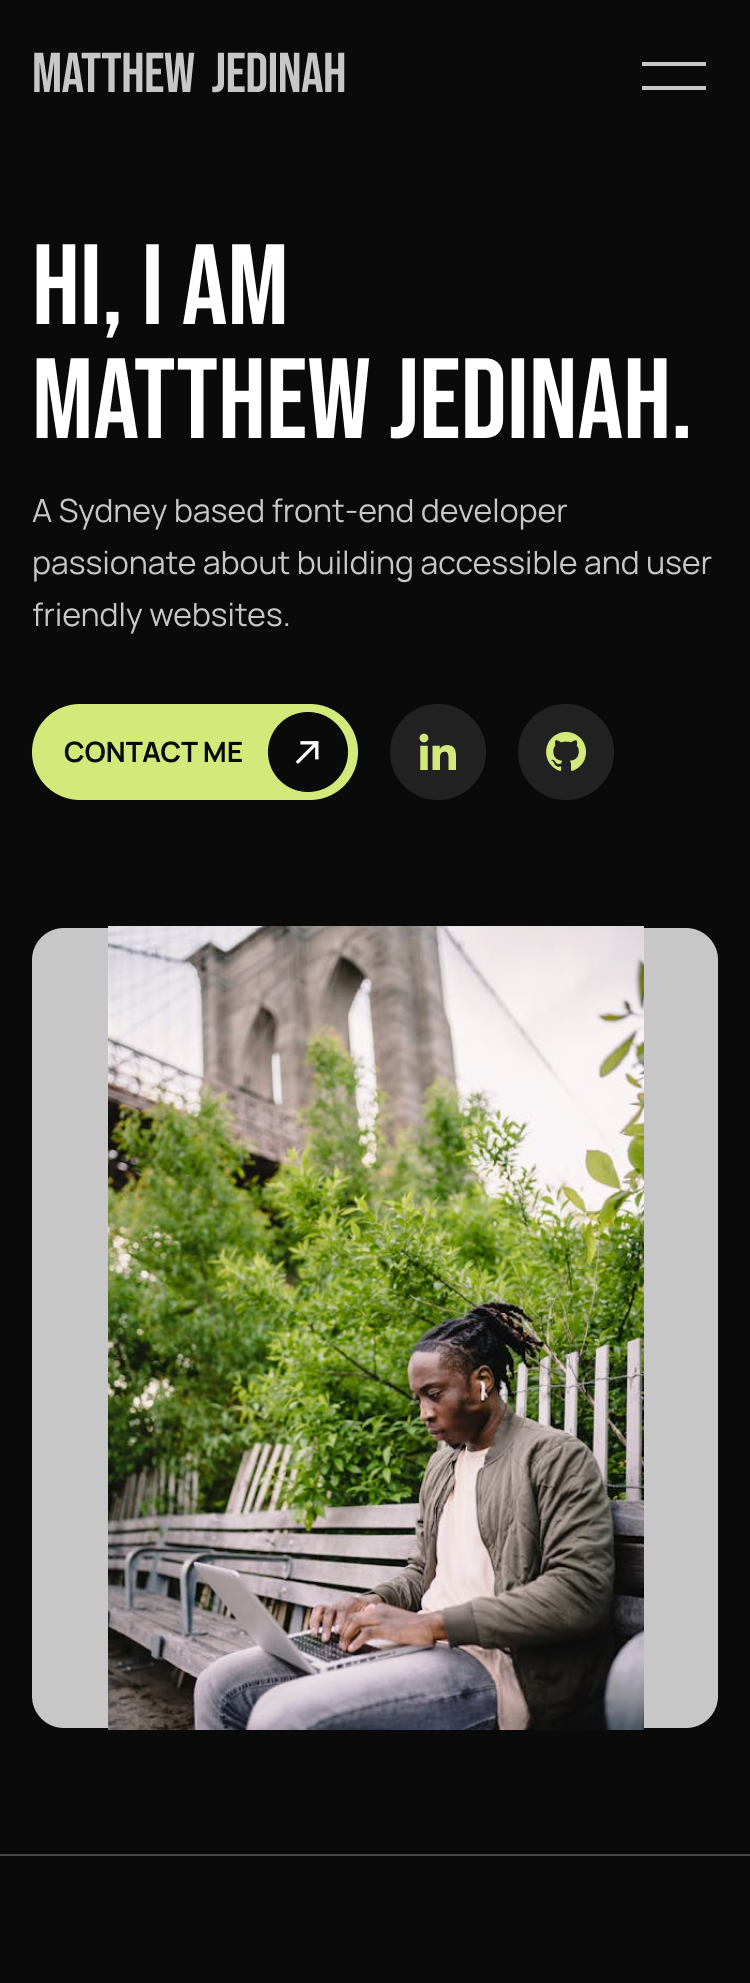 MATTHEW JEDINAH
HI, I AM
MATTHEW JEDINAH.
A Sydney based front-end developer
passionate about building accessible and user
friendly websites.
CONTACT ME
in